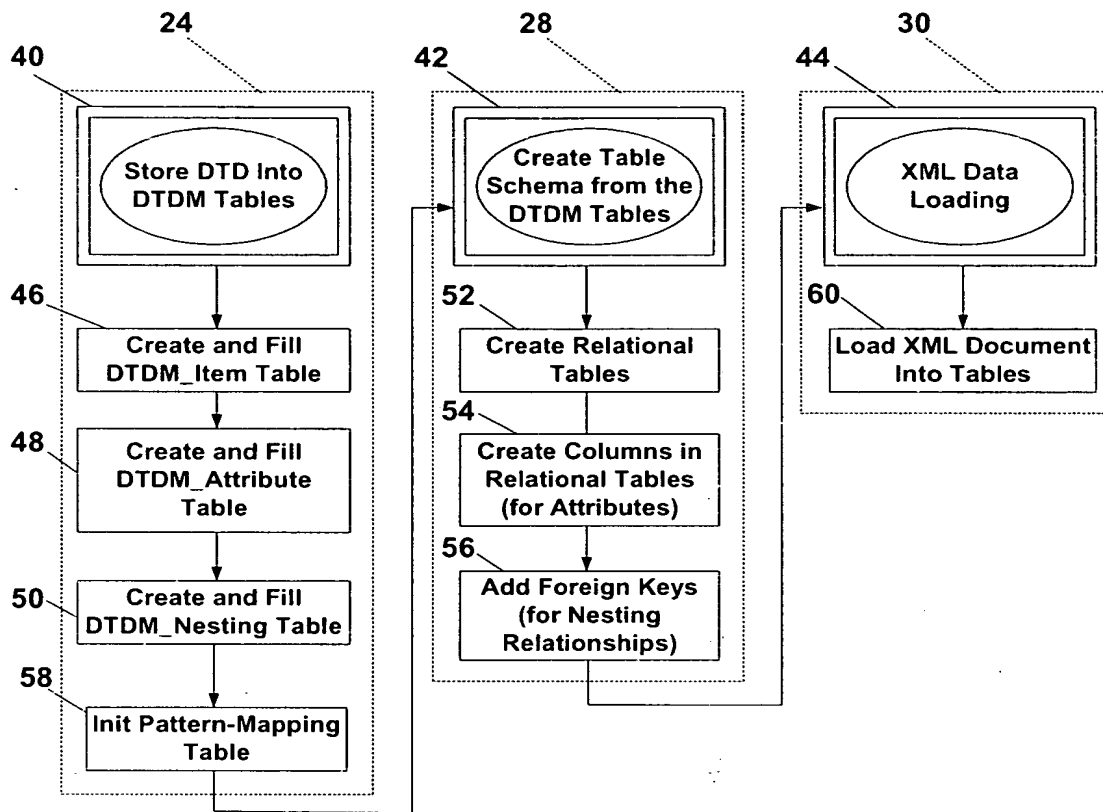 24
40
Store DTD Into
DTDM Tables
46
Create and Fill
DTDM_Item Table
48
Create and Fill
DTDM_Attribute
Table
50
Create and Fill
DTDM_Nesting Table
58
Init Pattern-Mapping
Table
28
42
Create Table
Schema from the
DTDM Tables
52
Create Relational
Tables
54
Create Columns in
Relational Tables
(for Attributes)
56
Add Foreign Keys
(for Nesting
Relationships)
30
44
XML Data
Loading
60
Load XML Document
Into Tables